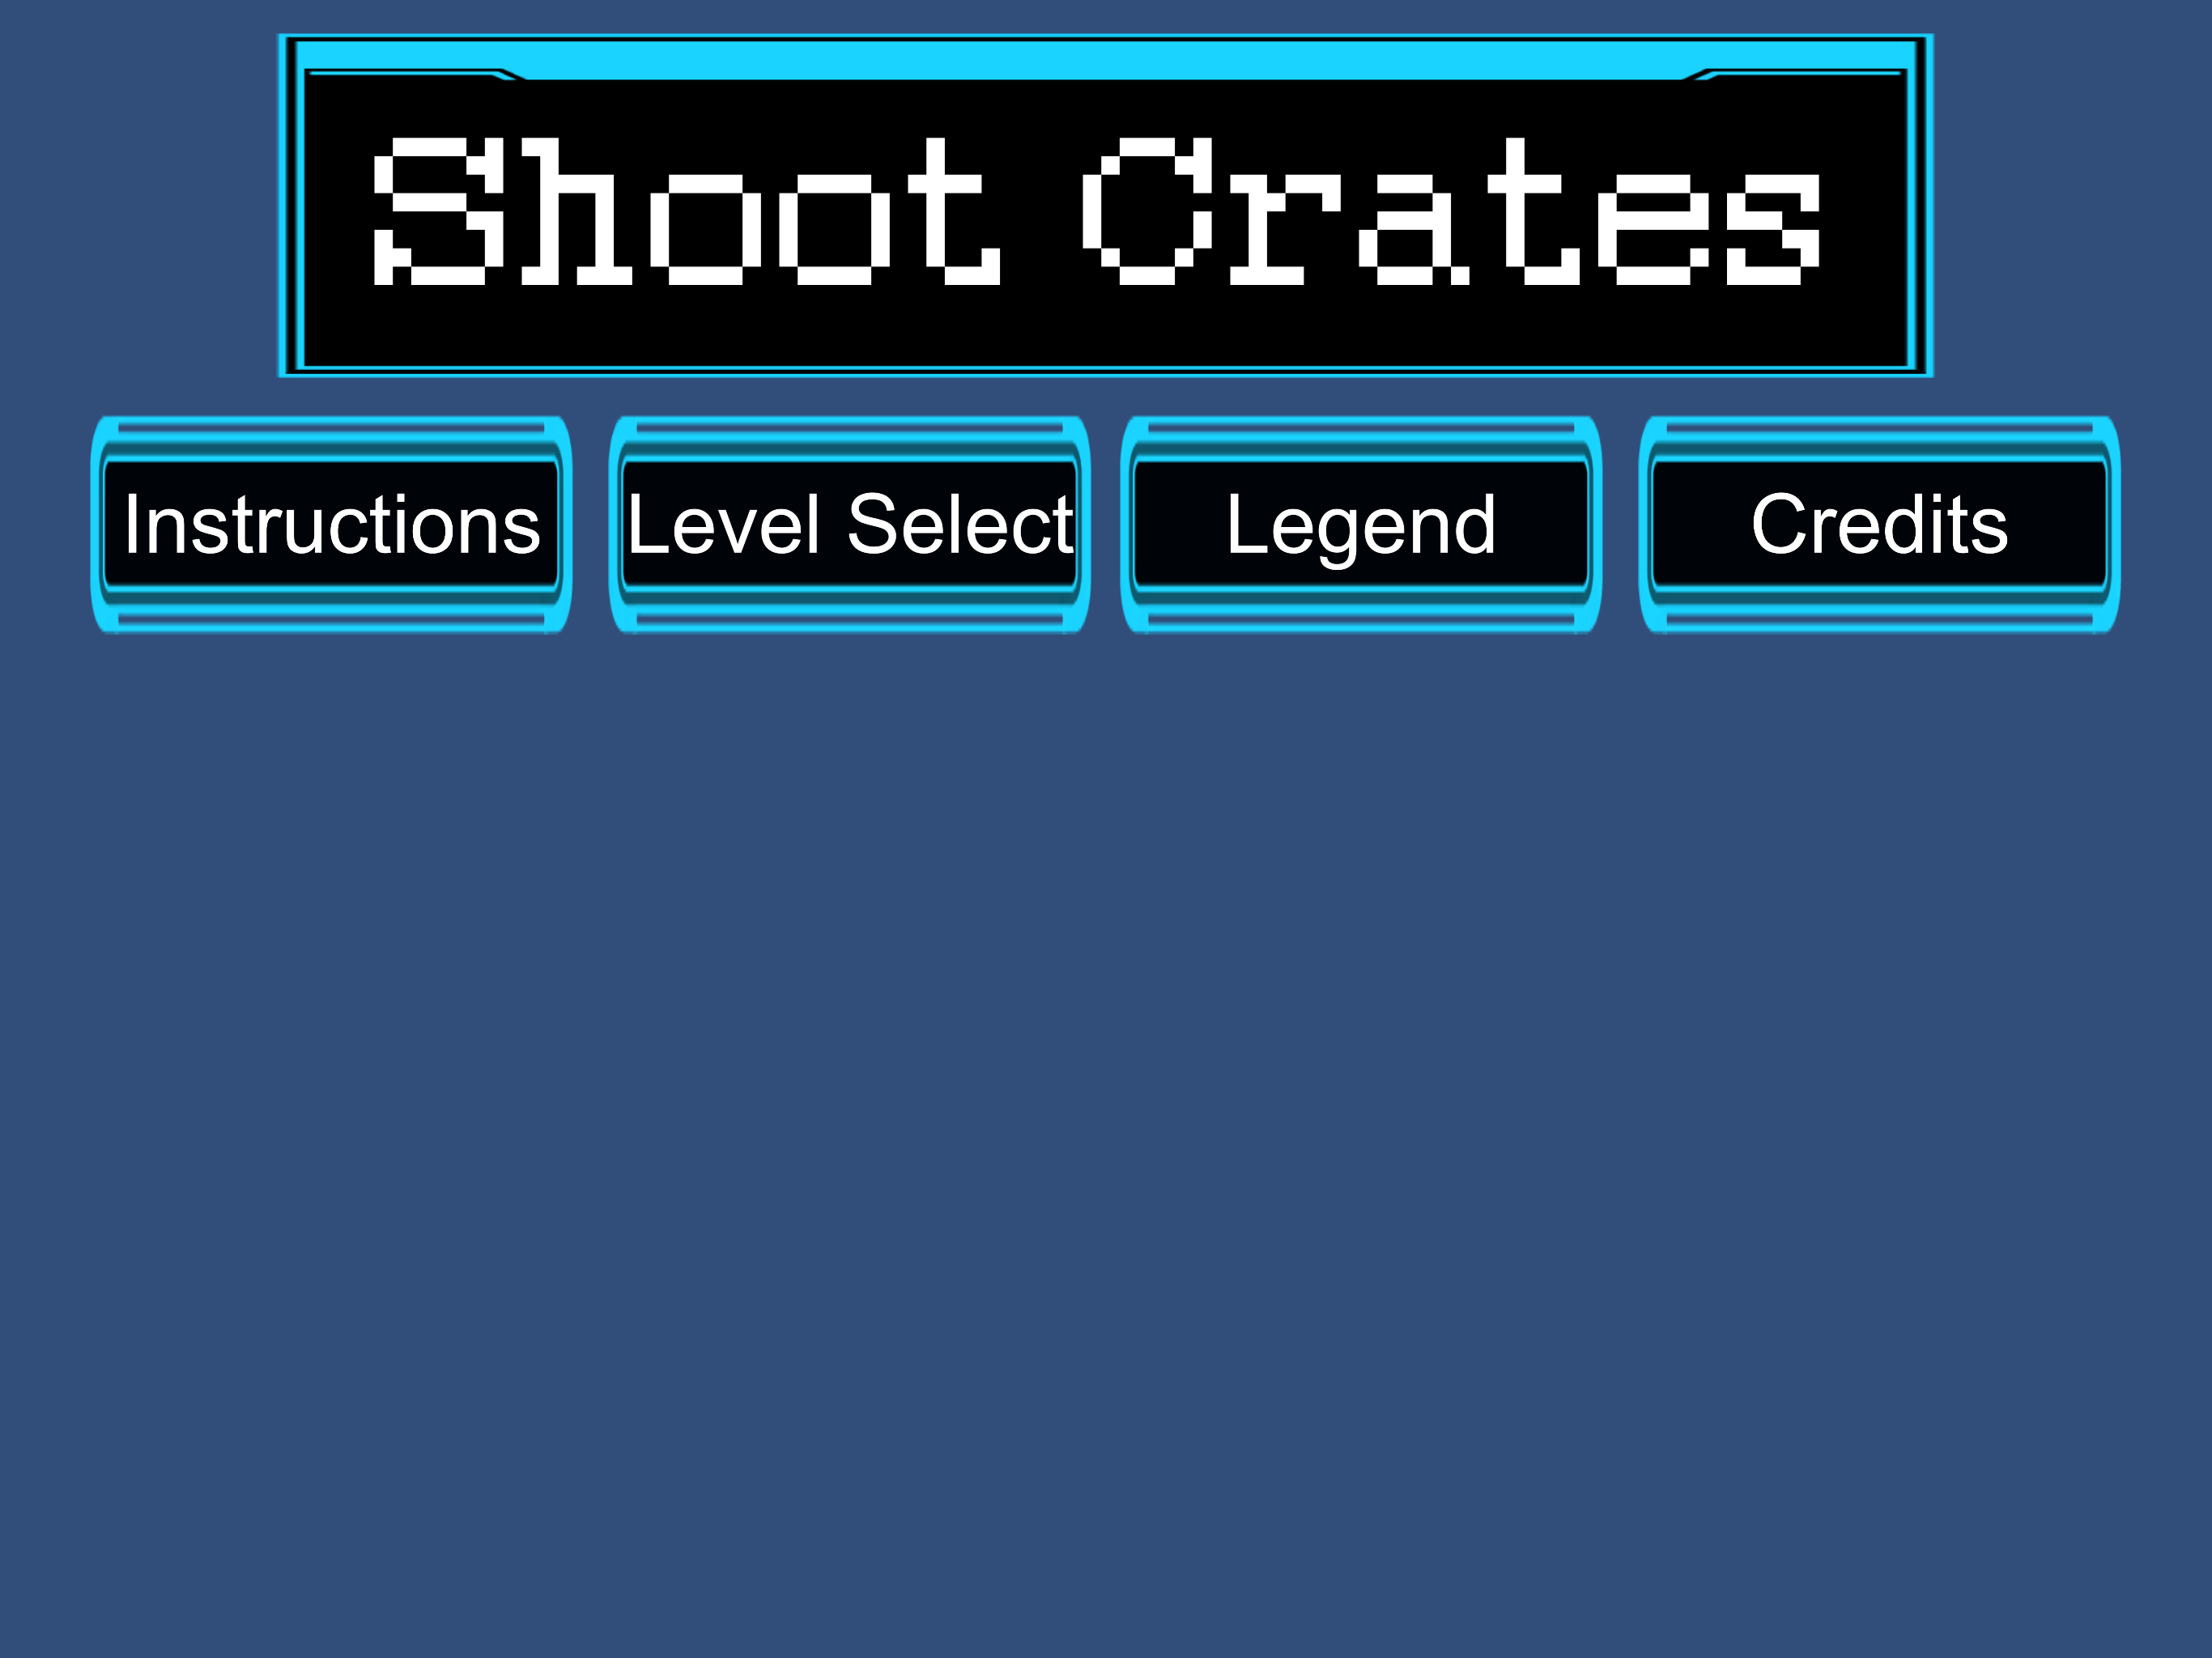 Shoot Crates
Instructions
Level Select
Legend
Credits